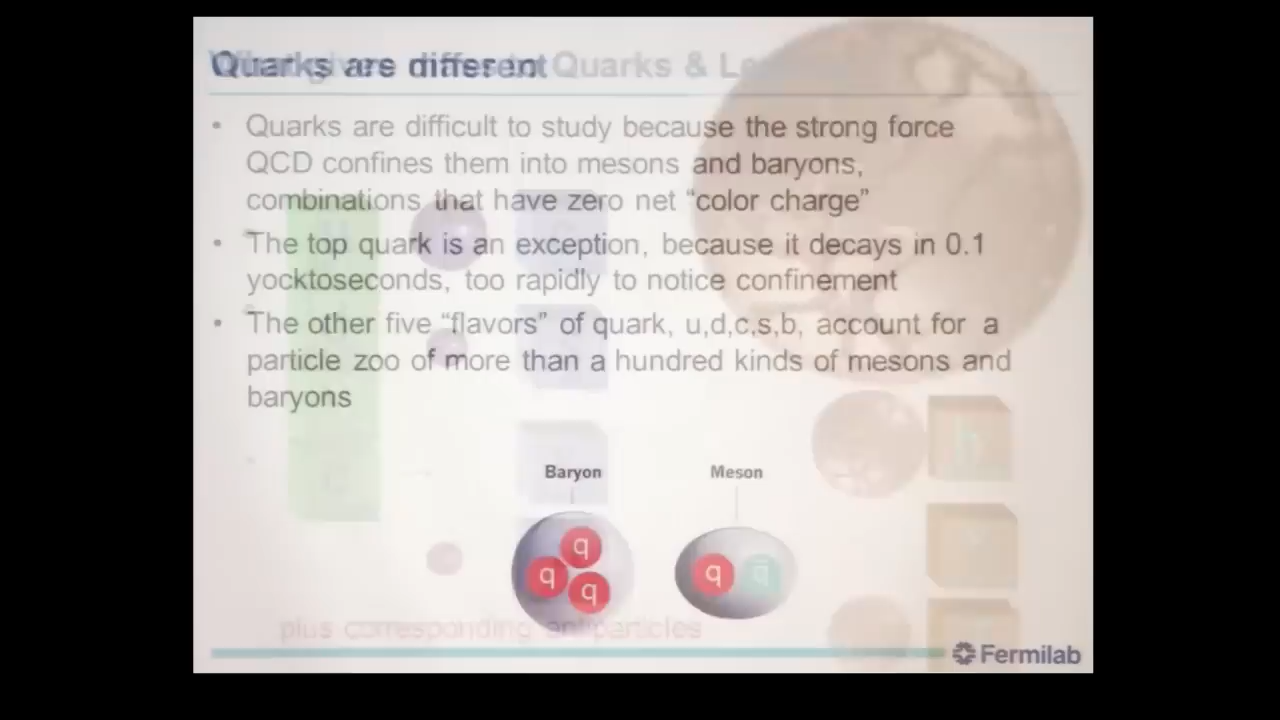 Quarks are different
Quarks & Le
• Quarks are difficult to study because the strong force
QCD confines them into mesons and baryons,
combinations that have zero net “color charge”
• The top quark is an exception, because it decays in 0.1
yocktoseconds, too rapidly to notice confinement
• The other five “flavors” of quark, u,d,c,s,b, account for a
particle zoo of more than a hundred kinds of mesons and
baryons
b
Baryon
Meson
q
q
q
q
q̄
plus corresponding antiparticles
Fermilab